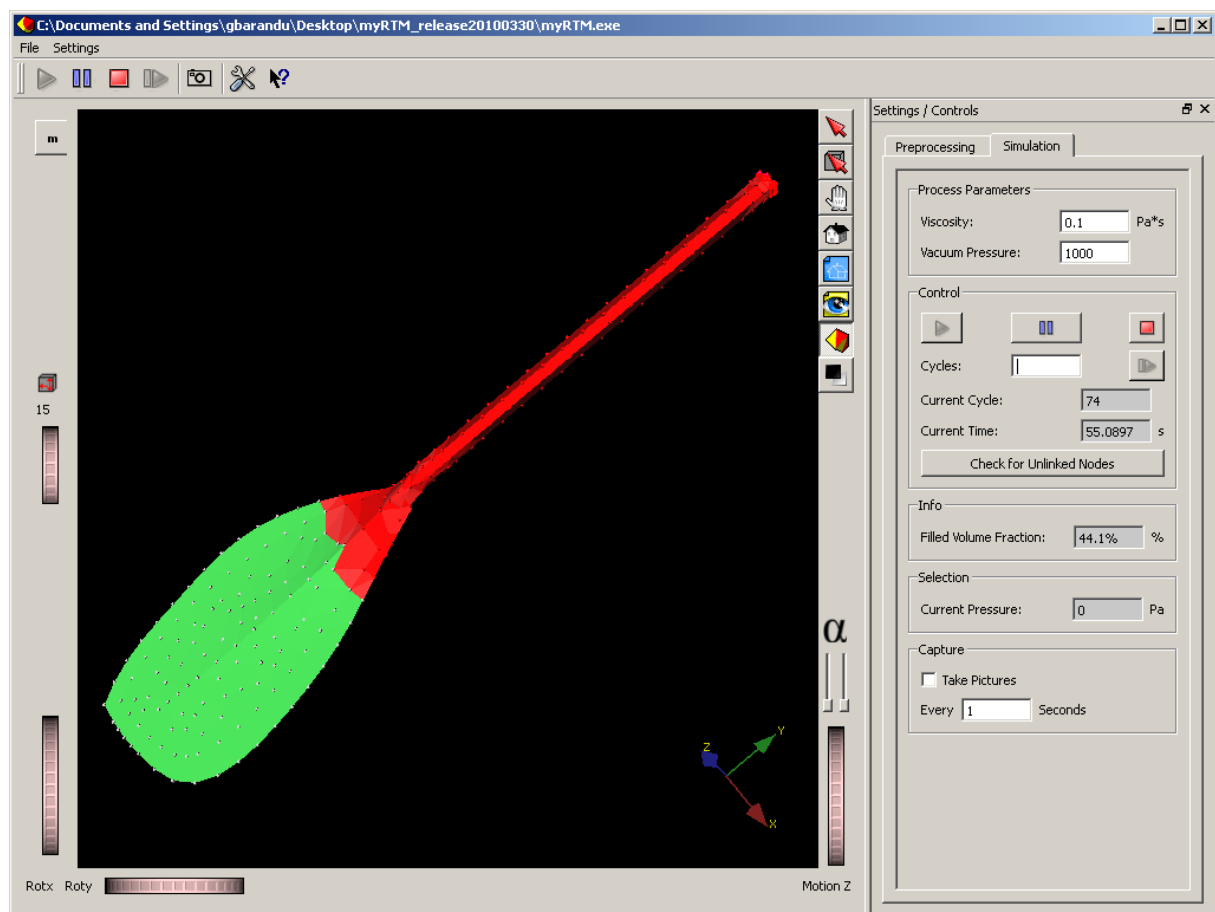 C:\Documents and Settings\gbarandu\Desktop\myRTM_release20100330\myRTM.exe
File Settings
m
15
Rotx Roty
Motion Z
α
Z
Y
X
Settings / Controls
Preprocessing Simulation
Process Parameters
Viscosity: 0.1 Pa*s
Vacuum Pressure: 1000
Control
Cycles:
Current Cycle: 74
Current Time: 55.0897 s
Check for Unlinked Nodes
Info
Filled Volume Fraction: 44.1% %
Selection
Current Pressure: 0 Pa
Capture
Take Pictures
Every 1 Seconds